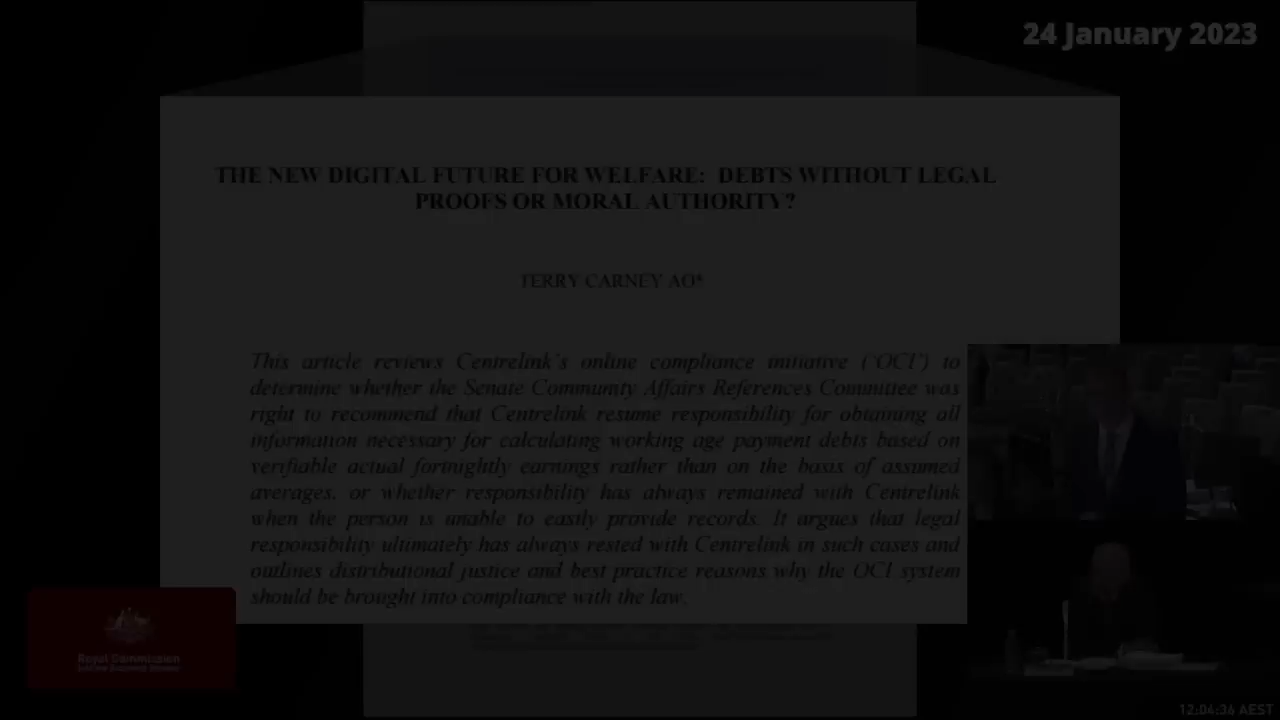 24 January 2023
THE NEW DIGITAL FUTURE FOR WELFARE: DEBTS WITHOUT LEGAL
PROOFS OR MORAL AUTHORITY?
TERRY CARNEY AO*
This article reviews Centrelink's online compliance initiative ('OCI') to
determine whether the Senate Community Affairs References Committee was
right to recommend that Centrelink resume responsibility for obtaining all
information necessary for calculating working age payment debts based on
verifiable actual fortnightly earnings rather than on the basis of assumed
averages, or whether responsibility has always remained with Centrelink
when the person is unable to easily provide records. It argues that legal
responsibility ultimately has always rested with Centrelink in such cases and
outlines distributional justice and best practice reasons why the OCI system
should be brought into compliance with the law.
Royal Commission
12:04:36 AEST